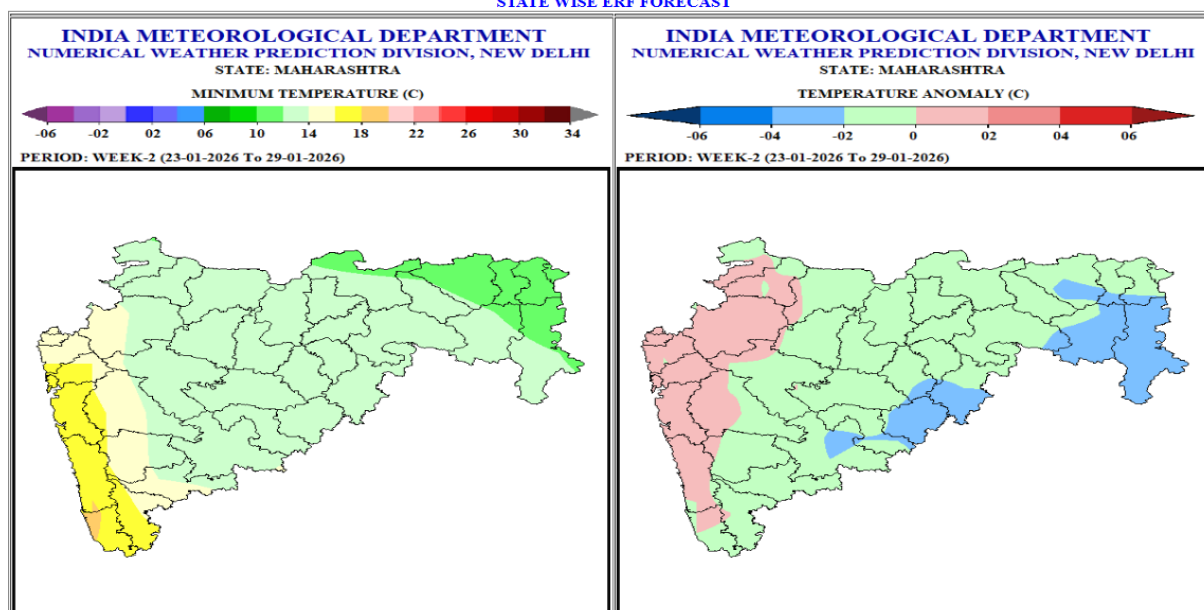 STATE WISE ERF FORECAST
INDIA METEOROLOGICAL DEPARTMENT
NUMERICAL WEATHER PREDICTION DIVISION, NEW DELHI
STATE: MAHARASHTRA
MINIMUM TEMPERATURE (C)
-06 -02 02 06 10 14 18 22 26 30 34
PERIOD: WEEK-2 (23-01-2026 To 29-01-2026)
INDIA METEOROLOGICAL DEPARTMENT
NUMERICAL WEATHER PREDICTION DIVISION, NEW DELHI
STATE: MAHARASHTRA
TEMPERATURE ANOMALY (C)
-06 -04 -02 0 02 04 06
PERIOD: WEEK-2 (23-01-2026 To 29-01-2026)